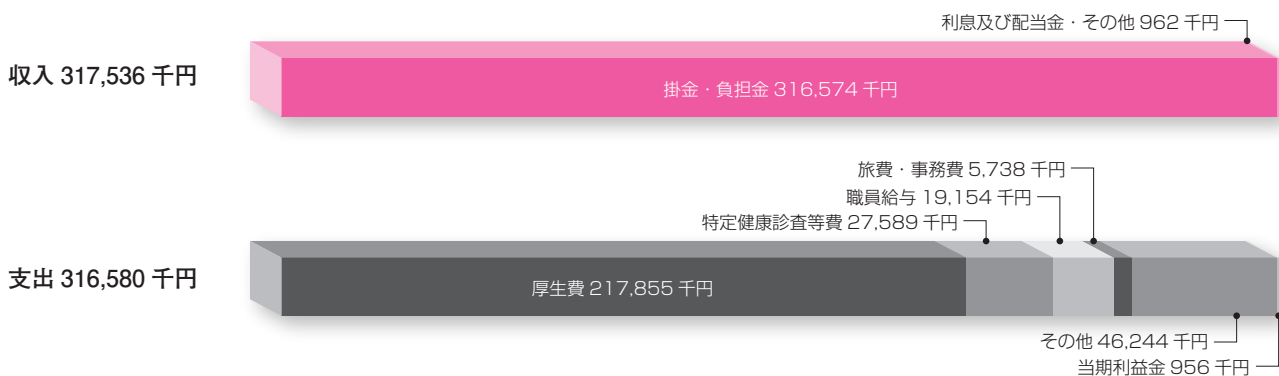 利息及び配当金・その他 962 千円
収入 317,536 千円
掛金・負担金 316,574 千円
旅費・事務費 5,738 千円
職員給与 19,154 千円
特定健康診査等費 27,589 千円
支出 316,580 千円
厚生費 217,855 千円
その他 46,244 千円
当期利益金 956 千円